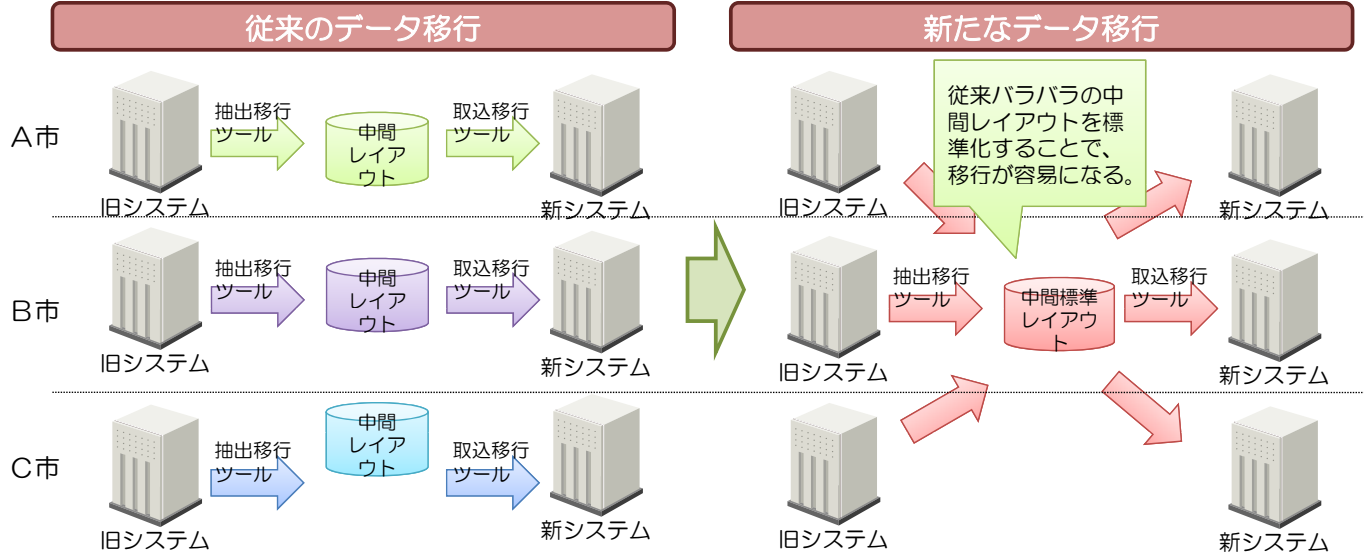 従来のデータ移行
新たなデータ移行
A市
抽出移行
ツール
中間
レイア
ウト
取込移行
ツール
旧システム
新システム
従来バラバラの中
間レイアウトを標
準化することで、
移行が容易になる。
旧システム
新システム
B市
抽出移行
ツール
中間
レイア
ウト
取込移行
ツール
旧システム
新システム
抽出移行
ツール
中間標準
レイアウ
ト
取込移行
ツール
旧システム
新システム
C市
抽出移行
ツール
中間
レイア
ウト
取込移行
ツール
旧システム
新システム
旧システム
新システム